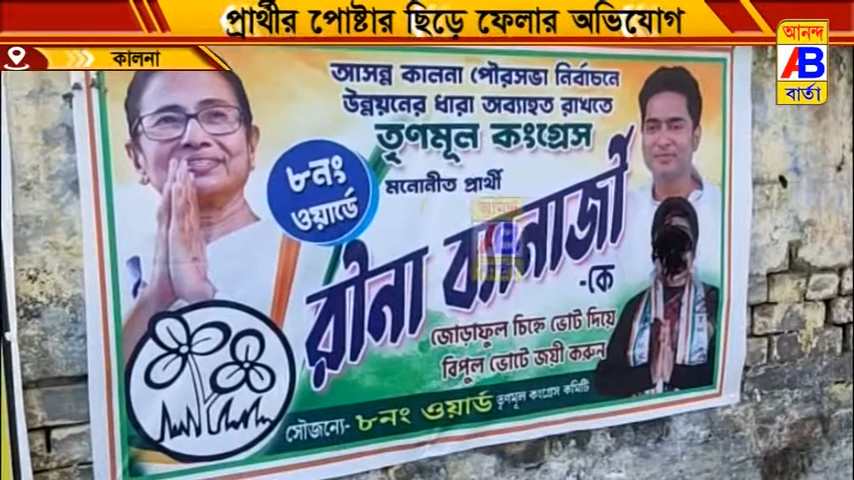 প্রার্থীর পোষ্টার ছিড়ে ফেলার অভিযোগ
কালনা
আনন্দ
AB
বার্তা
আসন্ন কালনা পৌরসভা নির্বাচনে
উন্নয়নের ধারা অব্যাহত রাখতে
তৃণমূল কংগ্রেস
৮নং
ওয়ার্ডে
মনোনীত প্রার্থী
রীনা ব্যানার্জী
-কে
জোড়াফুল চিহ্নে ভোট দিয়ে
বিপুল ভোটে জয়ী করুন
সৌজন্যে- ৮নং ওয়ার্ড তৃণমূল কংগ্রেস কমিটি